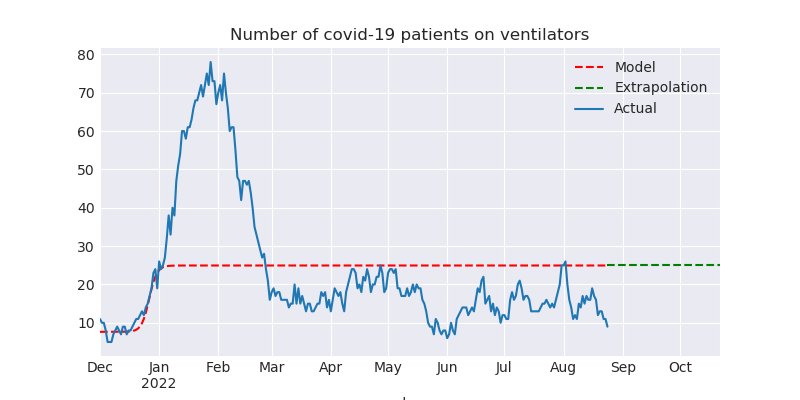 Number of covid-19 patients on ventilators
80
70
60
50
40
30
20
10
Model
Extrapolation
Actual
Dec Jan Feb Mar Apr May Jun Jul Aug Sep Oct
2022